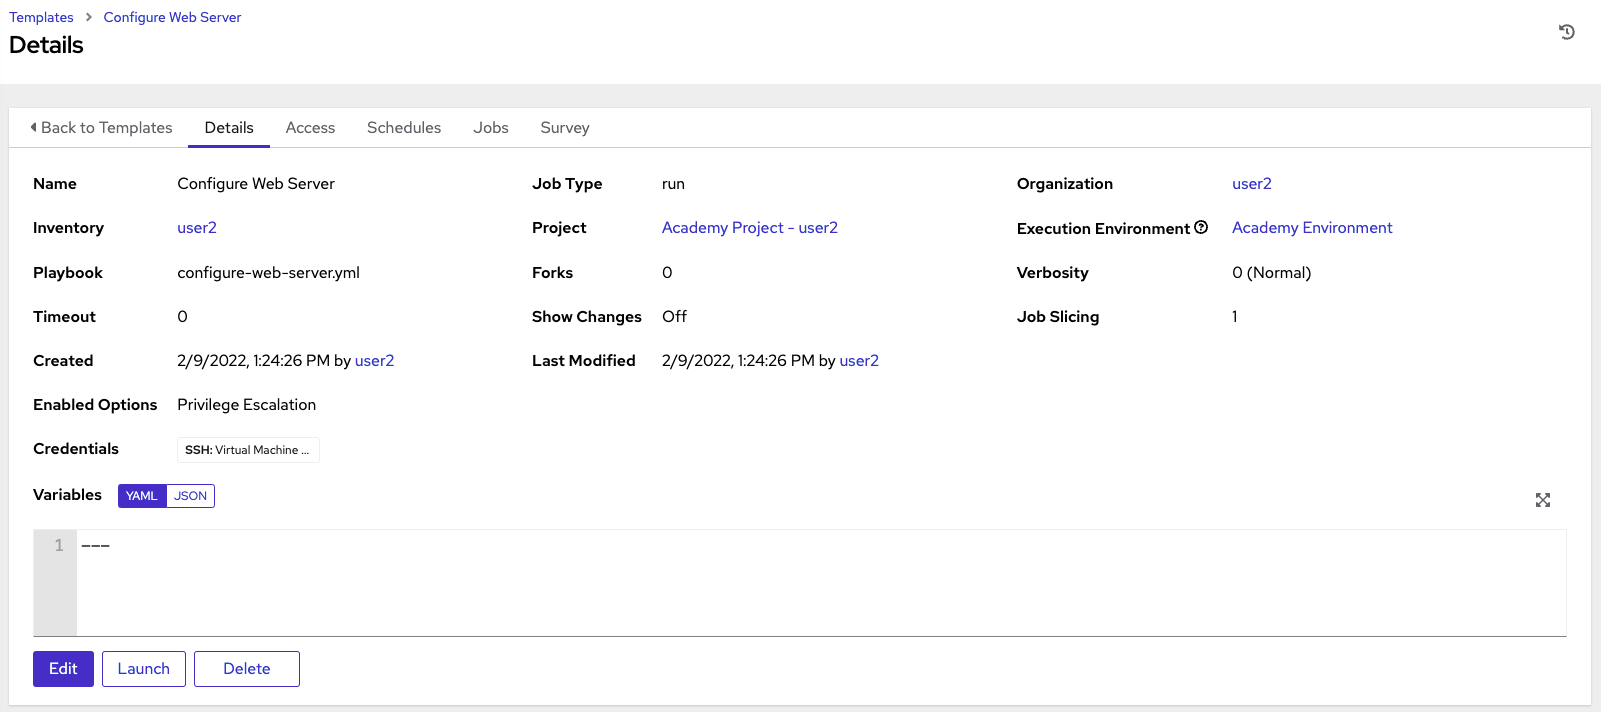 Templates > Configure Web Server
Details
Back to Templates Details Access Schedules Jobs Survey
Name Configure Web Server Job Type run Organization user2
Inventory user2 Project Academy Project - user2 Execution Environment Academy Environment
Playbook configure-web-server.yml Forks 0 Verbosity 0 (Normal)
Timeout 0 Show Changes Off Job Slicing 1
Created 2/9/2022, 1:24:26 PM by user2 Last Modified 2/9/2022, 1:24:26 PM by user2
Enabled Options Privilege Escalation
Credentials SSH: Virtual Machine ...
Variables YAML JSON
1 ---
Edit Launch Delete